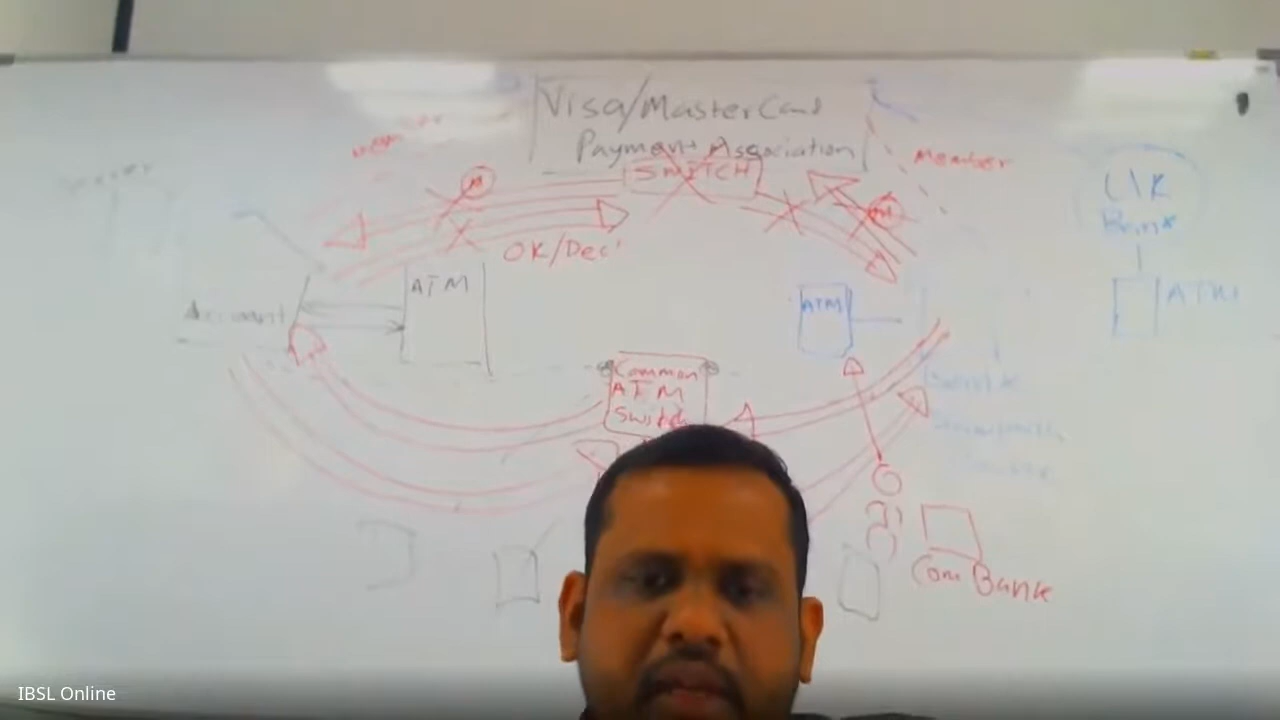 Visa/MasterCard
Payment Association
SWITCH
Member
M
M
OK/Dec'
UK
Bank
ATM
ATM
ATM
Account
Common
ATM
Switch
Com Bank
IBSL Online